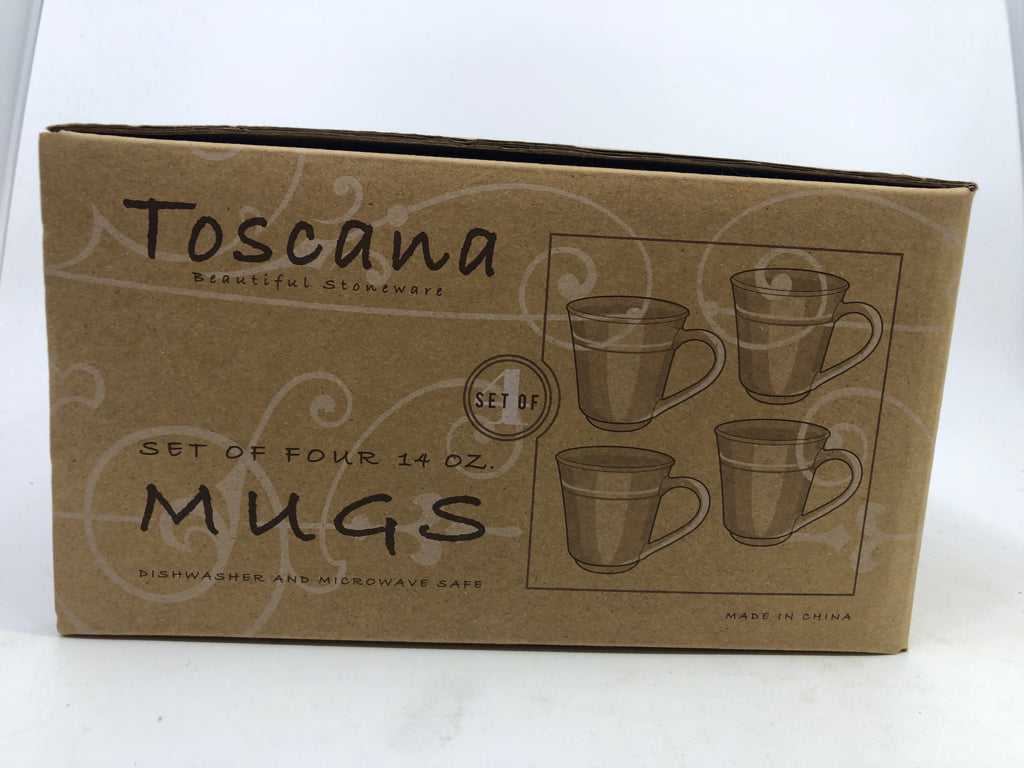 Toscana
Beautiful Stoneware
SET OF 4
SET OF FOUR 14 OZ.
MUGS
DISHWASHER AND MICROWAVE SAFE
MADE IN CHINA